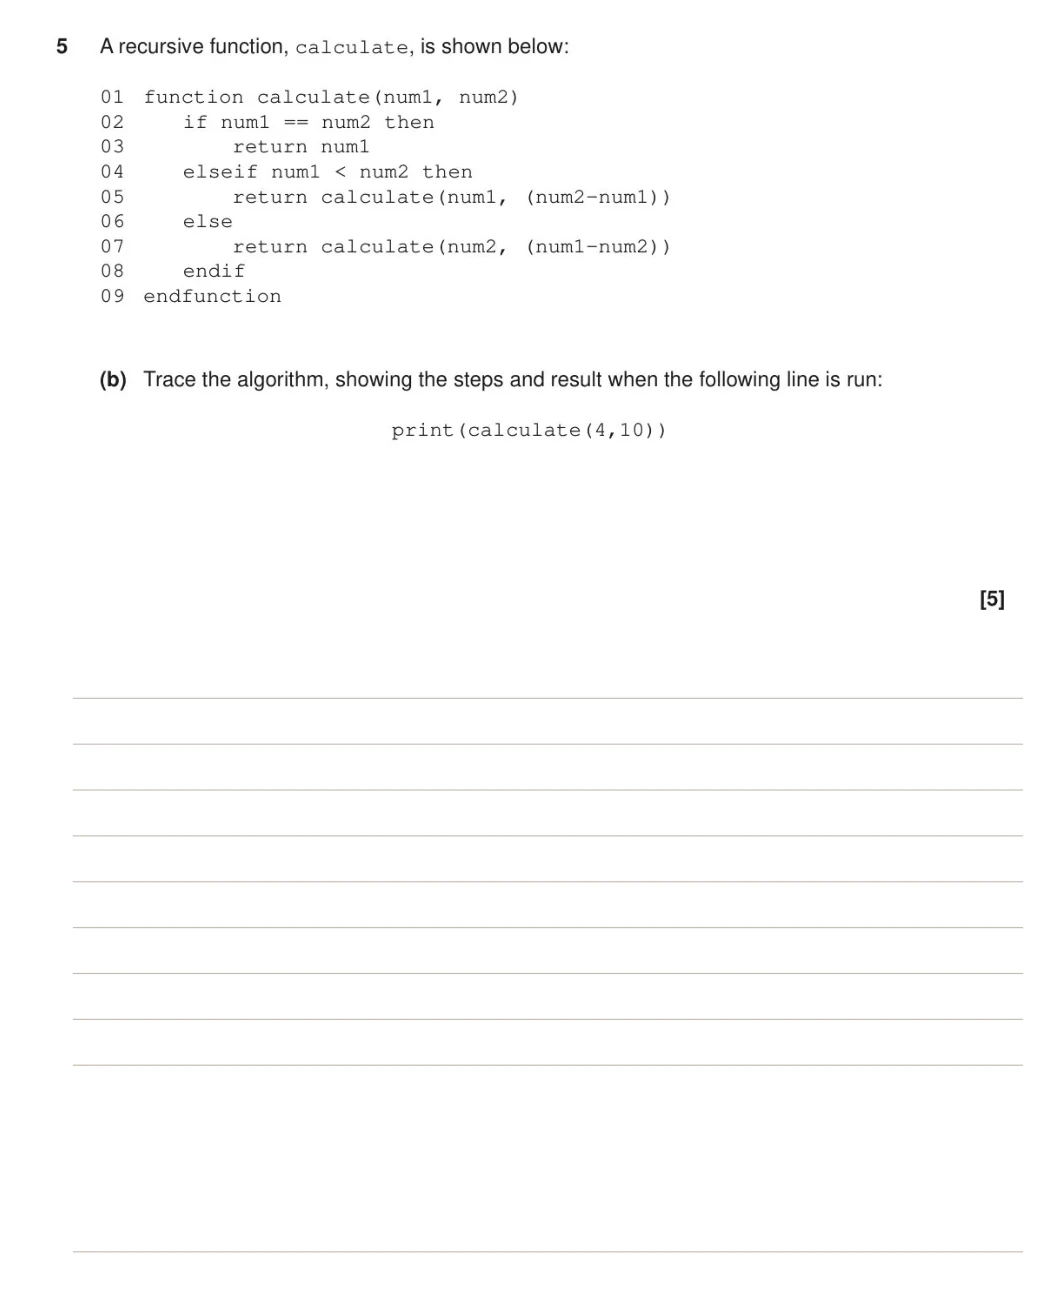 5 A recursive function, calculate, is shown below:
01 function calculate(num1, num2)
02 if num1 == num2 then
03 return num1
04 elseif num1 < num2 then
05 return calculate(num1, (num2-num1))
06 else
07 return calculate(num2, (num1-num2))
08 endif
09 endfunction
(b) Trace the algorithm, showing the steps and result when the following line is run:
print(calculate(4,10))
[5]